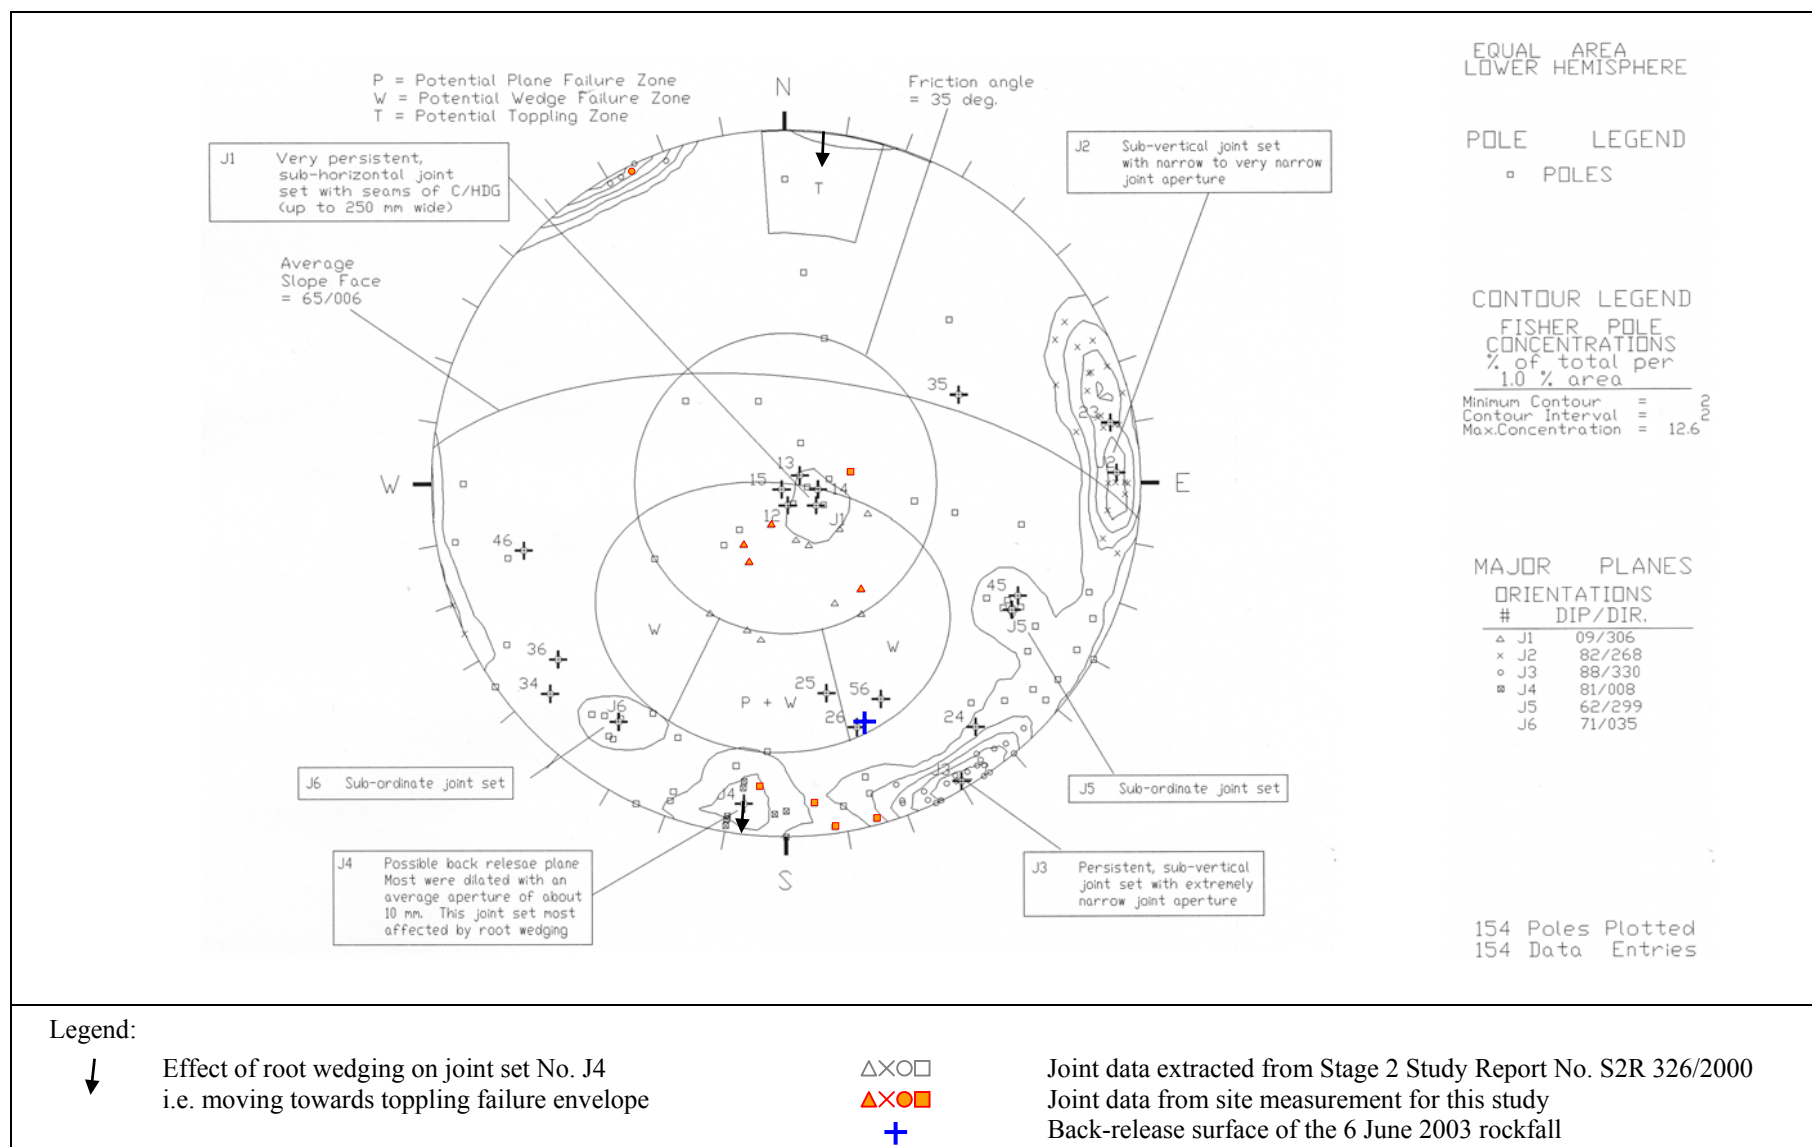 P = Potential Plane Failure Zone
W = Potential Wedge Failure Zone
T = Potential Toppling Zone
N
Friction angle
= 35 deg.
EQUAL AREA
LOWER HEMISPHERE
POLE LEGEND
POLES
J1 Very persistent,
sub-horizontal joint
set with seams of C/HDG
(up to 250 mm wide)
J2 Sub-vertical joint set
with narrow to very narrow
joint aperture
T
Average
Slope Face
= 65/006
CONTOUR LEGEND
FISHER POLE
CONCENTRATIONS
% of total per
1.0 % area
Minimum Contour = 2
Contour Interval = 2
Max.Concentration = 12.6
35
23
J2
13
15
14
12
J1
W
E
46
45
J5
W
W
36
34
J6
25
56
P + W
26
24
J3
J4
MAJOR PLANES
ORIENTATIONS
# DIP/DIR.
J1 09/306
J2 82/268
J3 88/330
J4 81/008
J5 62/299
J6 71/035
J6 Sub-ordinate joint set
J5 Sub-ordinate joint set
J4 Possible back relesae plane
Most were dilated with an
average aperture of about
10 mm. This joint set most
affected by root wedging
S
J3 Persistent, sub-vertical
joint set with extremely
narrow joint aperture
154 Poles Plotted
154 Data Entries
Legend:
Effect of root wedging on joint set No. J4
i.e. moving towards toppling failure envelope
Joint data extracted from Stage 2 Study Report No. S2R 326/2000
Joint data from site measurement for this study
Back-release surface of the 6 June 2003 rockfall